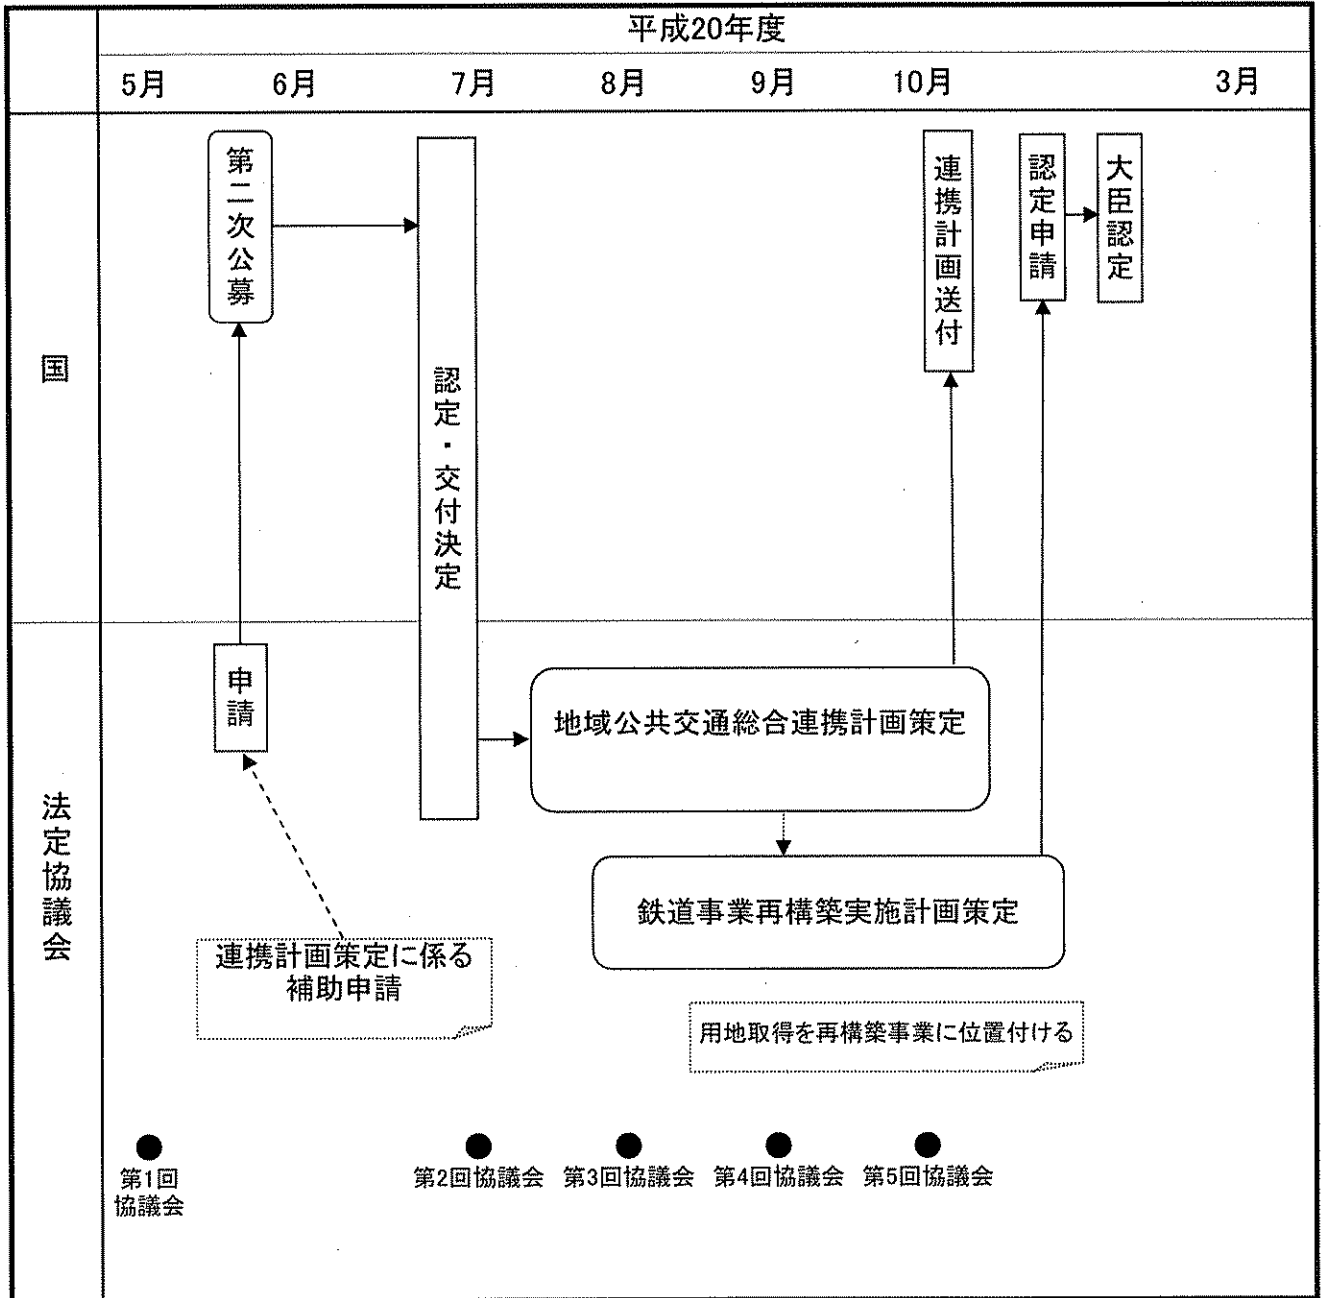 平成20年度
5月 6月 7月 8月 9月 10月 3月
国
第二次公募
認定・交付決定
連携計画送付
認定申請
大臣認定
法定協議会
申請
地域公共交通総合連携計画策定
鉄道事業再構築実施計画策定
連携計画策定に係る
補助申請
用地取得を再構築事業に位置付ける
第1回
協議会
第2回協議会
第3回協議会
第4回協議会
第5回協議会